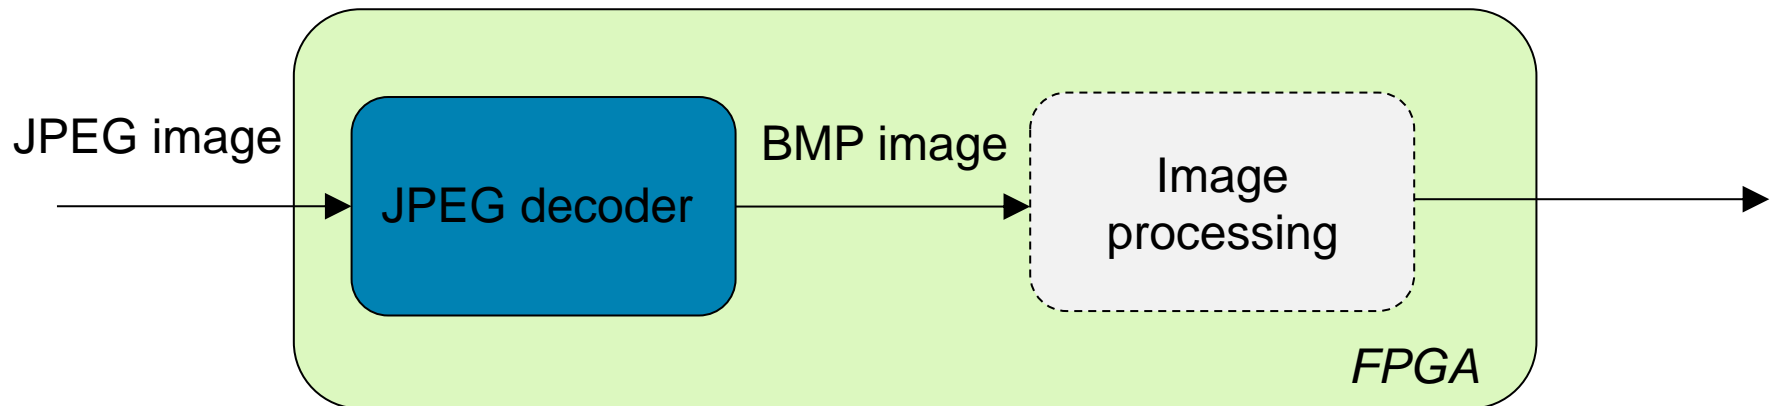 JPEG image
JPEG decoder
BMP image
Image
processing
FPGA